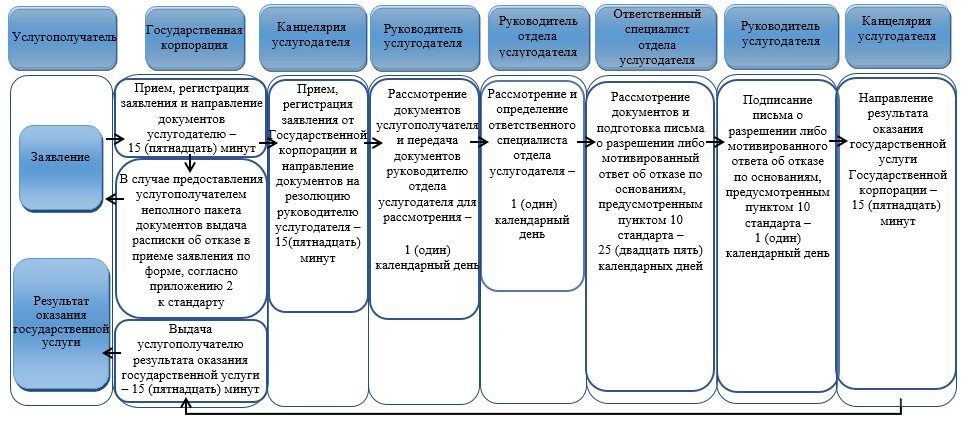 Услугополучатель
Государственная
корпорация
Канцелярия
услугодателя
Руководитель
услугодателя
Руководитель
отдела
услугодателя
Ответственный
специалист
отдела
услугодателя
Руководитель
услугодателя
Канцелярия
услугодателя
Заявление
Результат
оказания
государственной
услуги
Прием, регистрация
заявления и направление
документов
услугодателю –
15 (пятнадцать) минут
В случае предоставления
услугополучателем
неполного пакета
документов выдача
расписки об отказе в
приеме заявления по
форме, согласно
приложению 2
к стандарту
Выдача
услугополучателю
результата оказания
государственной услуги
– 15 (пятнадцать) минут
Прием,
регистрация
заявления от
Государственной
корпорации и
направление
документов на
резолюцию
руководителю
услугодателя –
15(пятнадцать)
минут
Рассмотрение
документов
услугополучателя
и передача
документов
руководителю
отдела
услугодателя для
рассмотрения –
1 (один)
календарный день
Рассмотрение и
определение
ответственного
специалиста
отдела
услугодателя –
1 (один)
календарный
день
Рассмотрение
документов и
подготовка письма
о разрешении либо
мотивированный
ответ об отказе по
основаниям,
предусмотренным
пунктом 10
стандарта –
25 (двадцать пять)
календарных дней
Подписание
письма о
разрешении либо
мотивированного
ответа об отказе
по основаниям,
предусмотренным
пунктом 10
стандарта –
1 (один)
календарный день
Направление
результата
оказания
государственной
услуги
Государственной
корпорации –
15 (пятнадцать)
минут